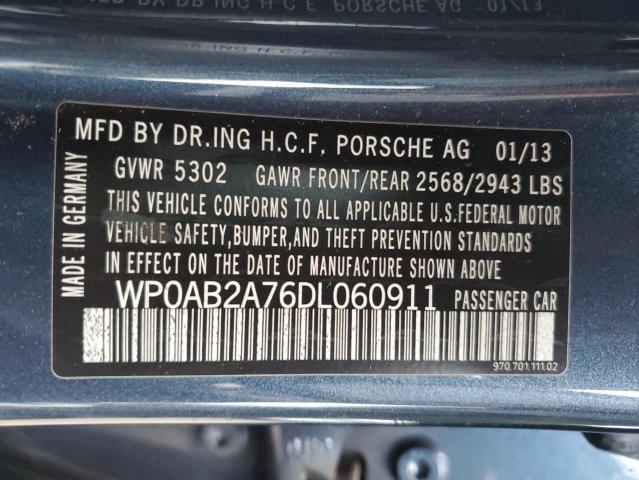 MFD BY DR.ING H.C.F, PORSCHE AG 01/13
GVWR 5302 GAWR FRONT/REAR 2568/2943 LBS
THIS VEHICLE CONFORMS TO ALL APPLICABLE U.S.FEDERAL MOTOR
VEHICLE SAFETY,BUMPER,AND THEFT PREVENTION STANDARDS
IN EFFECT ON THE DATE OF MANUFACTURE SHOWN ABOVE.
WP0AB2A76DL060911 PASSENGER CAR
MADE IN GERMANY
970.701.111.02